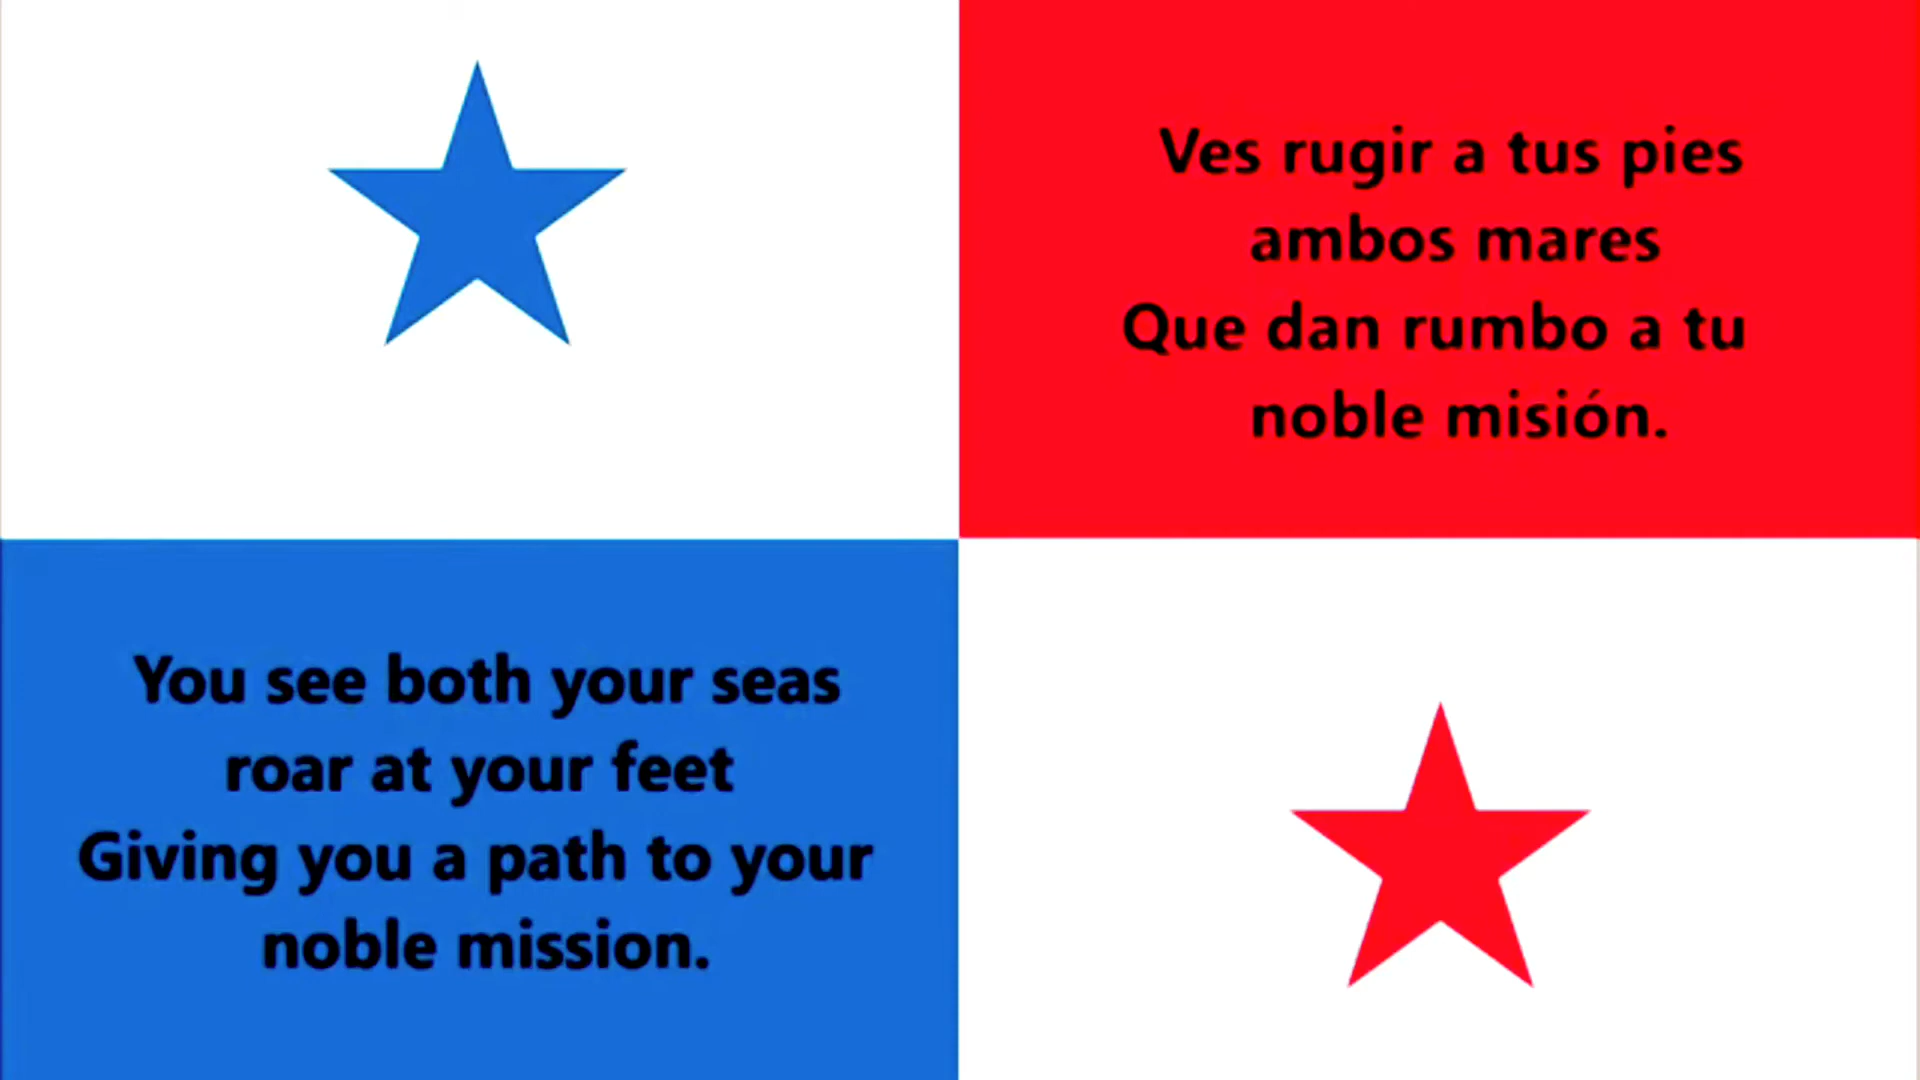 Ves rugir a tus pies
ambos mares
Que dan rumbo a tu
noble misión.
You see both your seas
roar at your feet
Giving you a path to your
noble mission.